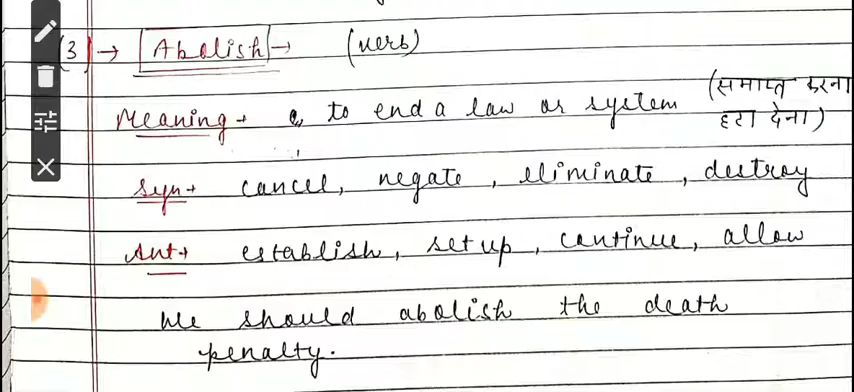 (3) → Abolish → (verb)
Meaning → to end a law or system (समाप्त करना
हटा देना)
Syn → cancel, negate, eliminate, destroy
Ant → establish, set up, continue, allow
We should abolish the death
penalty.